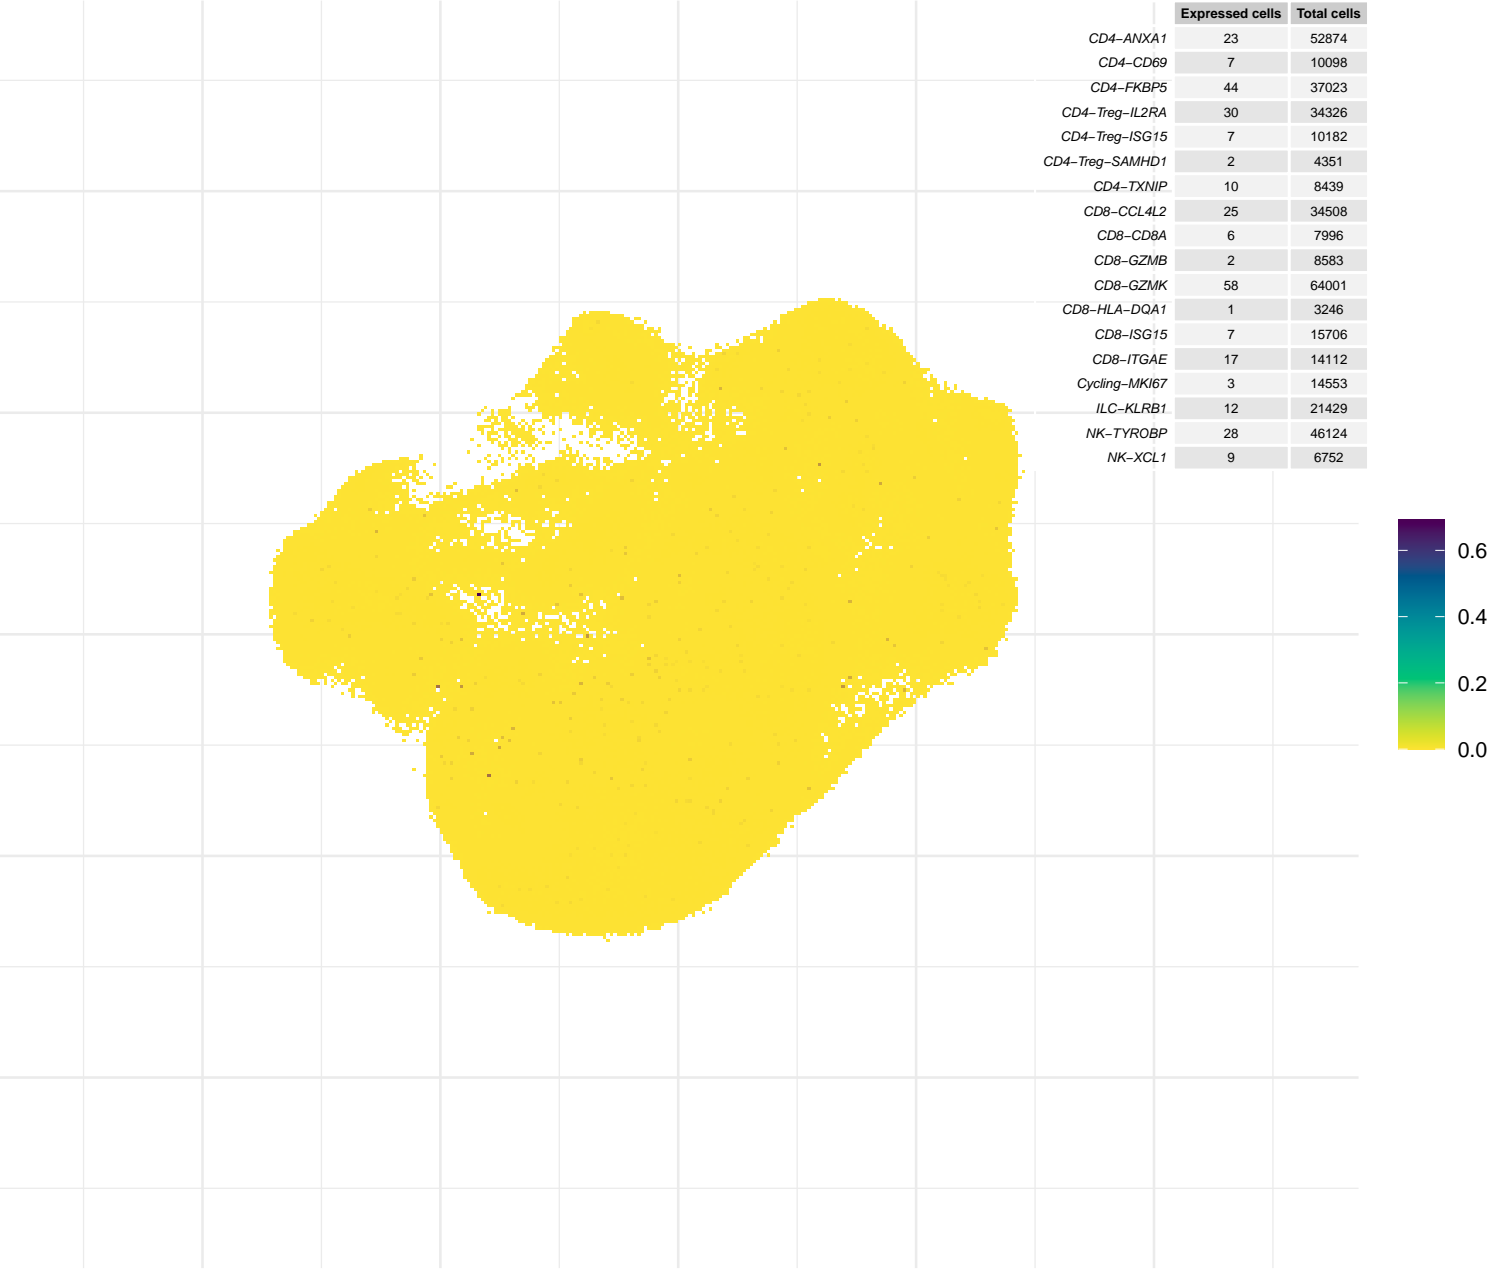 Expressed cells Total cells
CD4−ANXA1 23 52874
CD4−CD69 7 10098
CD4−FKBP5 44 37023
CD4−Treg−IL2RA 30 34326
CD4−Treg−ISG15 7 10182
CD4−Treg−SAMHD1 2 4351
CD4−TXNIP 10 8439
CD8−CCL4L2 25 34508
CD8−CD8A 6 7996
CD8−GZMB 2 8583
CD8−GZMK 58 64001
CD8−HLA−DQA1 1 3246
CD8−ISG15 7 15706
CD8−ITGAE 17 14112
Cycling−MKI67 3 14553
ILC−KLRB1 12 21429
NK−TYROBP 28 46124
NK−XCL1 9 6752
0.6
0.4
0.2
0.0